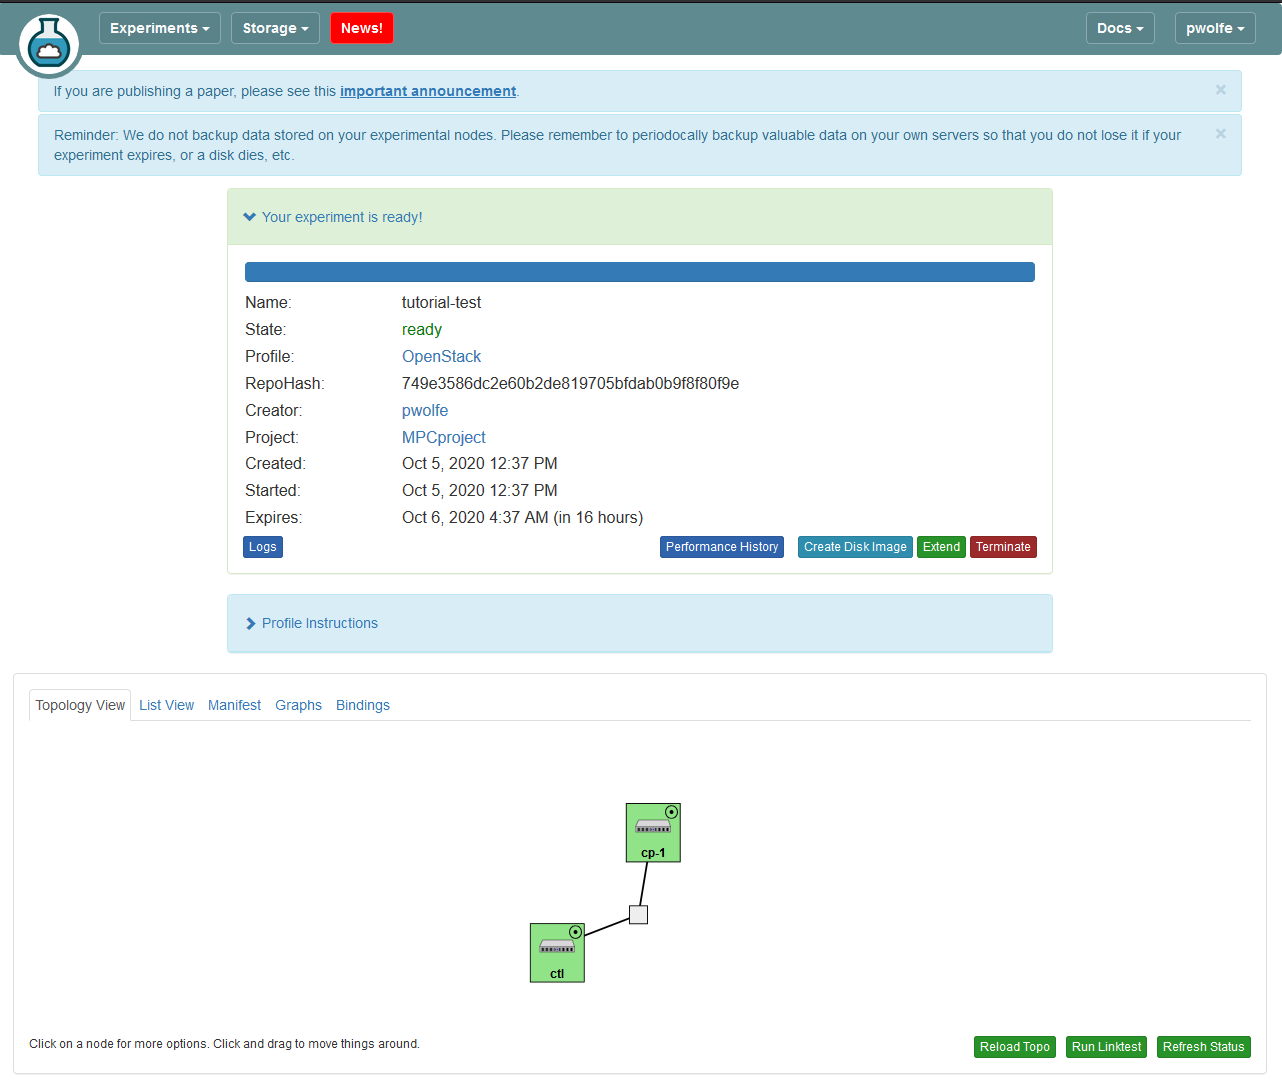 Experiments Storage News! Docs pwolfe
If you are publishing a paper, please see this important announcement.
Reminder: We do not backup data stored on your experimental nodes. Please remember to periodocally backup valuable data on your own servers so that you do not lose it if your
experiment expires, or a disk dies, etc.
Your experiment is ready!
Name: tutorial-test
State: ready
Profile: OpenStack
RepoHash: 749e3586dc2e60b2de819705bfdab0b9f8f80f9e
Creator: pwolfe
Project: MPCproject
Created: Oct 5, 2020 12:37 PM
Started: Oct 5, 2020 12:37 PM
Expires: Oct 6, 2020 4:37 AM (in 16 hours)
Logs Performance History Create Disk Image Extend Terminate
Profile Instructions
Topology View List View Manifest Graphs Bindings
cp-1
ctl
Click on a node for more options. Click and drag to move things around.
Reload Topo Run Linktest Refresh Status